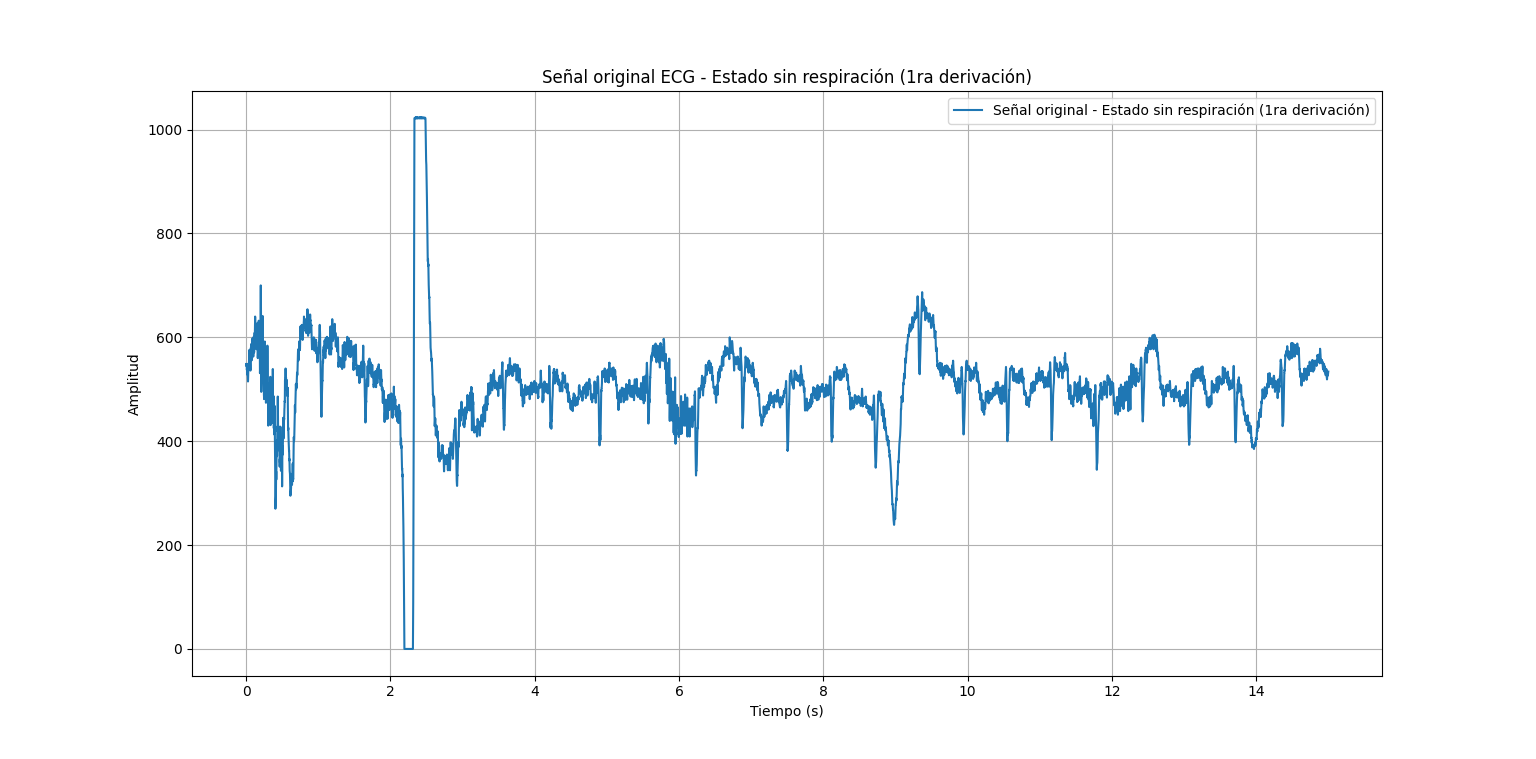 Señal original ECG - Estado sin respiración (1ra derivación)
Señal original - Estado sin respiración (1ra derivación)
Amplitud
1000
800
600
400
200
0
0 2 4 6 8 10 12 14
Tiempo (s)